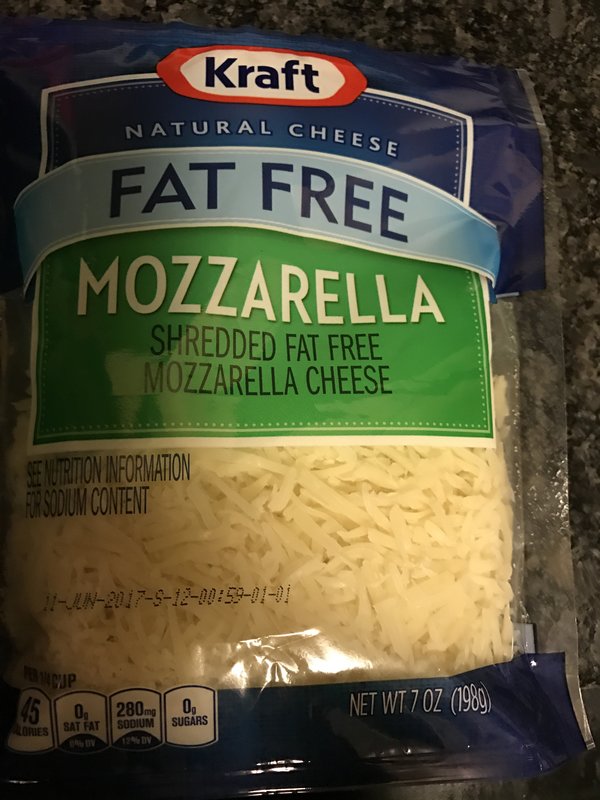 Kraft
NATURAL CHEESE
FAT FREE
MOZZARELLA
SHREDDED FAT FREE
MOZZARELLA CHEESE
SEE NUTRITION INFORMATION
FOR SODIUM CONTENT
11-JUN-2017-S-12-00:59-01-01
PER 1/4 CUP
45 CALORIES
0g SAT FAT 0% DV
280mg SODIUM 12% DV
0g SUGARS
NET WT 7 OZ (198g)